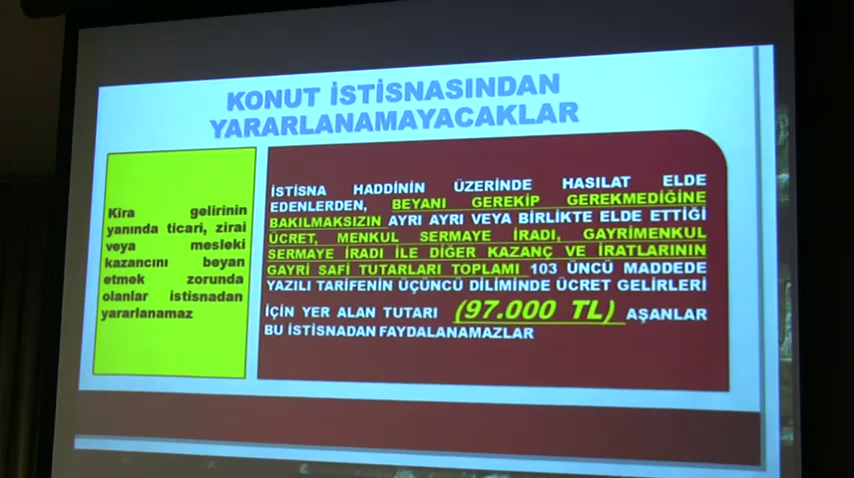 KONUT İSTİSNASINDAN
YARARLANAMAYACAKLAR
Kira gelirinin
yanında ticari, zirai
veya mesleki
kazancını beyan
etmek zorunda
olanlar istisnadan
yararlanamaz
İSTİSNA HADDİNİN ÜZERİNDE HASILAT ELDE
EDENLERDEN, BEYANI GEREKİP GEREKMEDİĞİNE
BAKILMAKSIZIN AYRI AYRI VEYA BİRLİKTE ELDE ETTİĞİ
ÜCRET, MENKUL SERMAYE İRADI, GAYRİMENKUL
SERMAYE İRADI İLE DİĞER KAZANÇ VE İRATLARININ
GAYRİ SAFİ TUTARLARI TOPLAMI 103 ÜNCÜ MADDEDE
YAZILI TARİFENİN ÜÇÜNCÜ DİLİMİNDE ÜCRET GELİRLERİ
İÇİN YER ALAN TUTARI (97.000 TL) AŞANLAR
BU İSTİSNADAN FAYDALANAMAZLAR